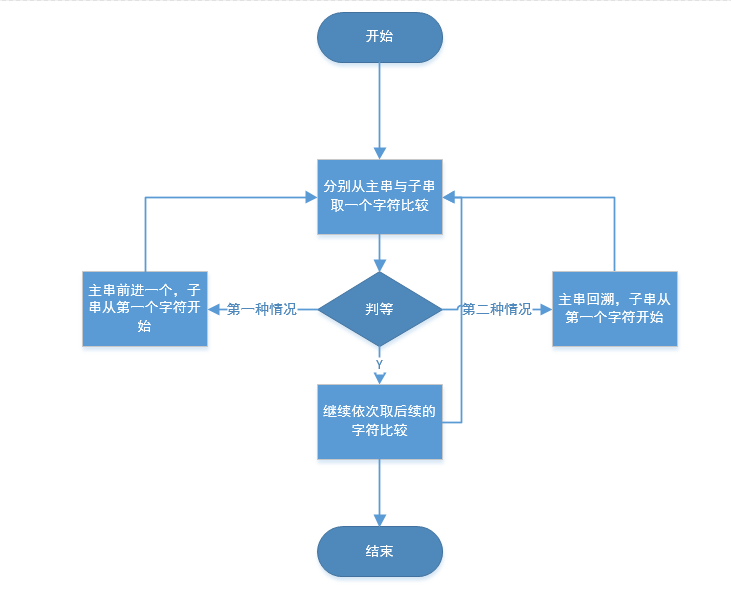 开始
分别从主串与子串
取一个字符比较
主串前进一个，子
串从第一个字符开
始
第一种情况
判等
第二种情况
主串回溯，子串从
第一个字符开始
Y
继续依次取后续的
字符比较
结束